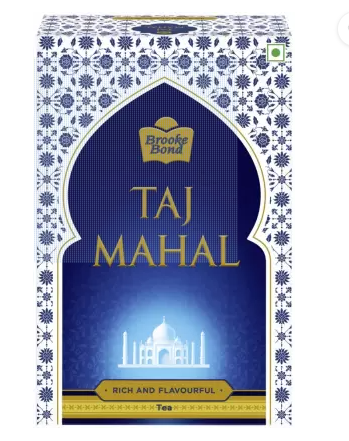 Brooke
Bond
TAJ
MAHAL
RICH AND FLAVOURFUL
Tea